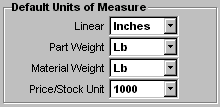 Default Units of Measure
Linear Inches
Part Weight Lb
Material Weight Lb
Price/Stock Unit 1000